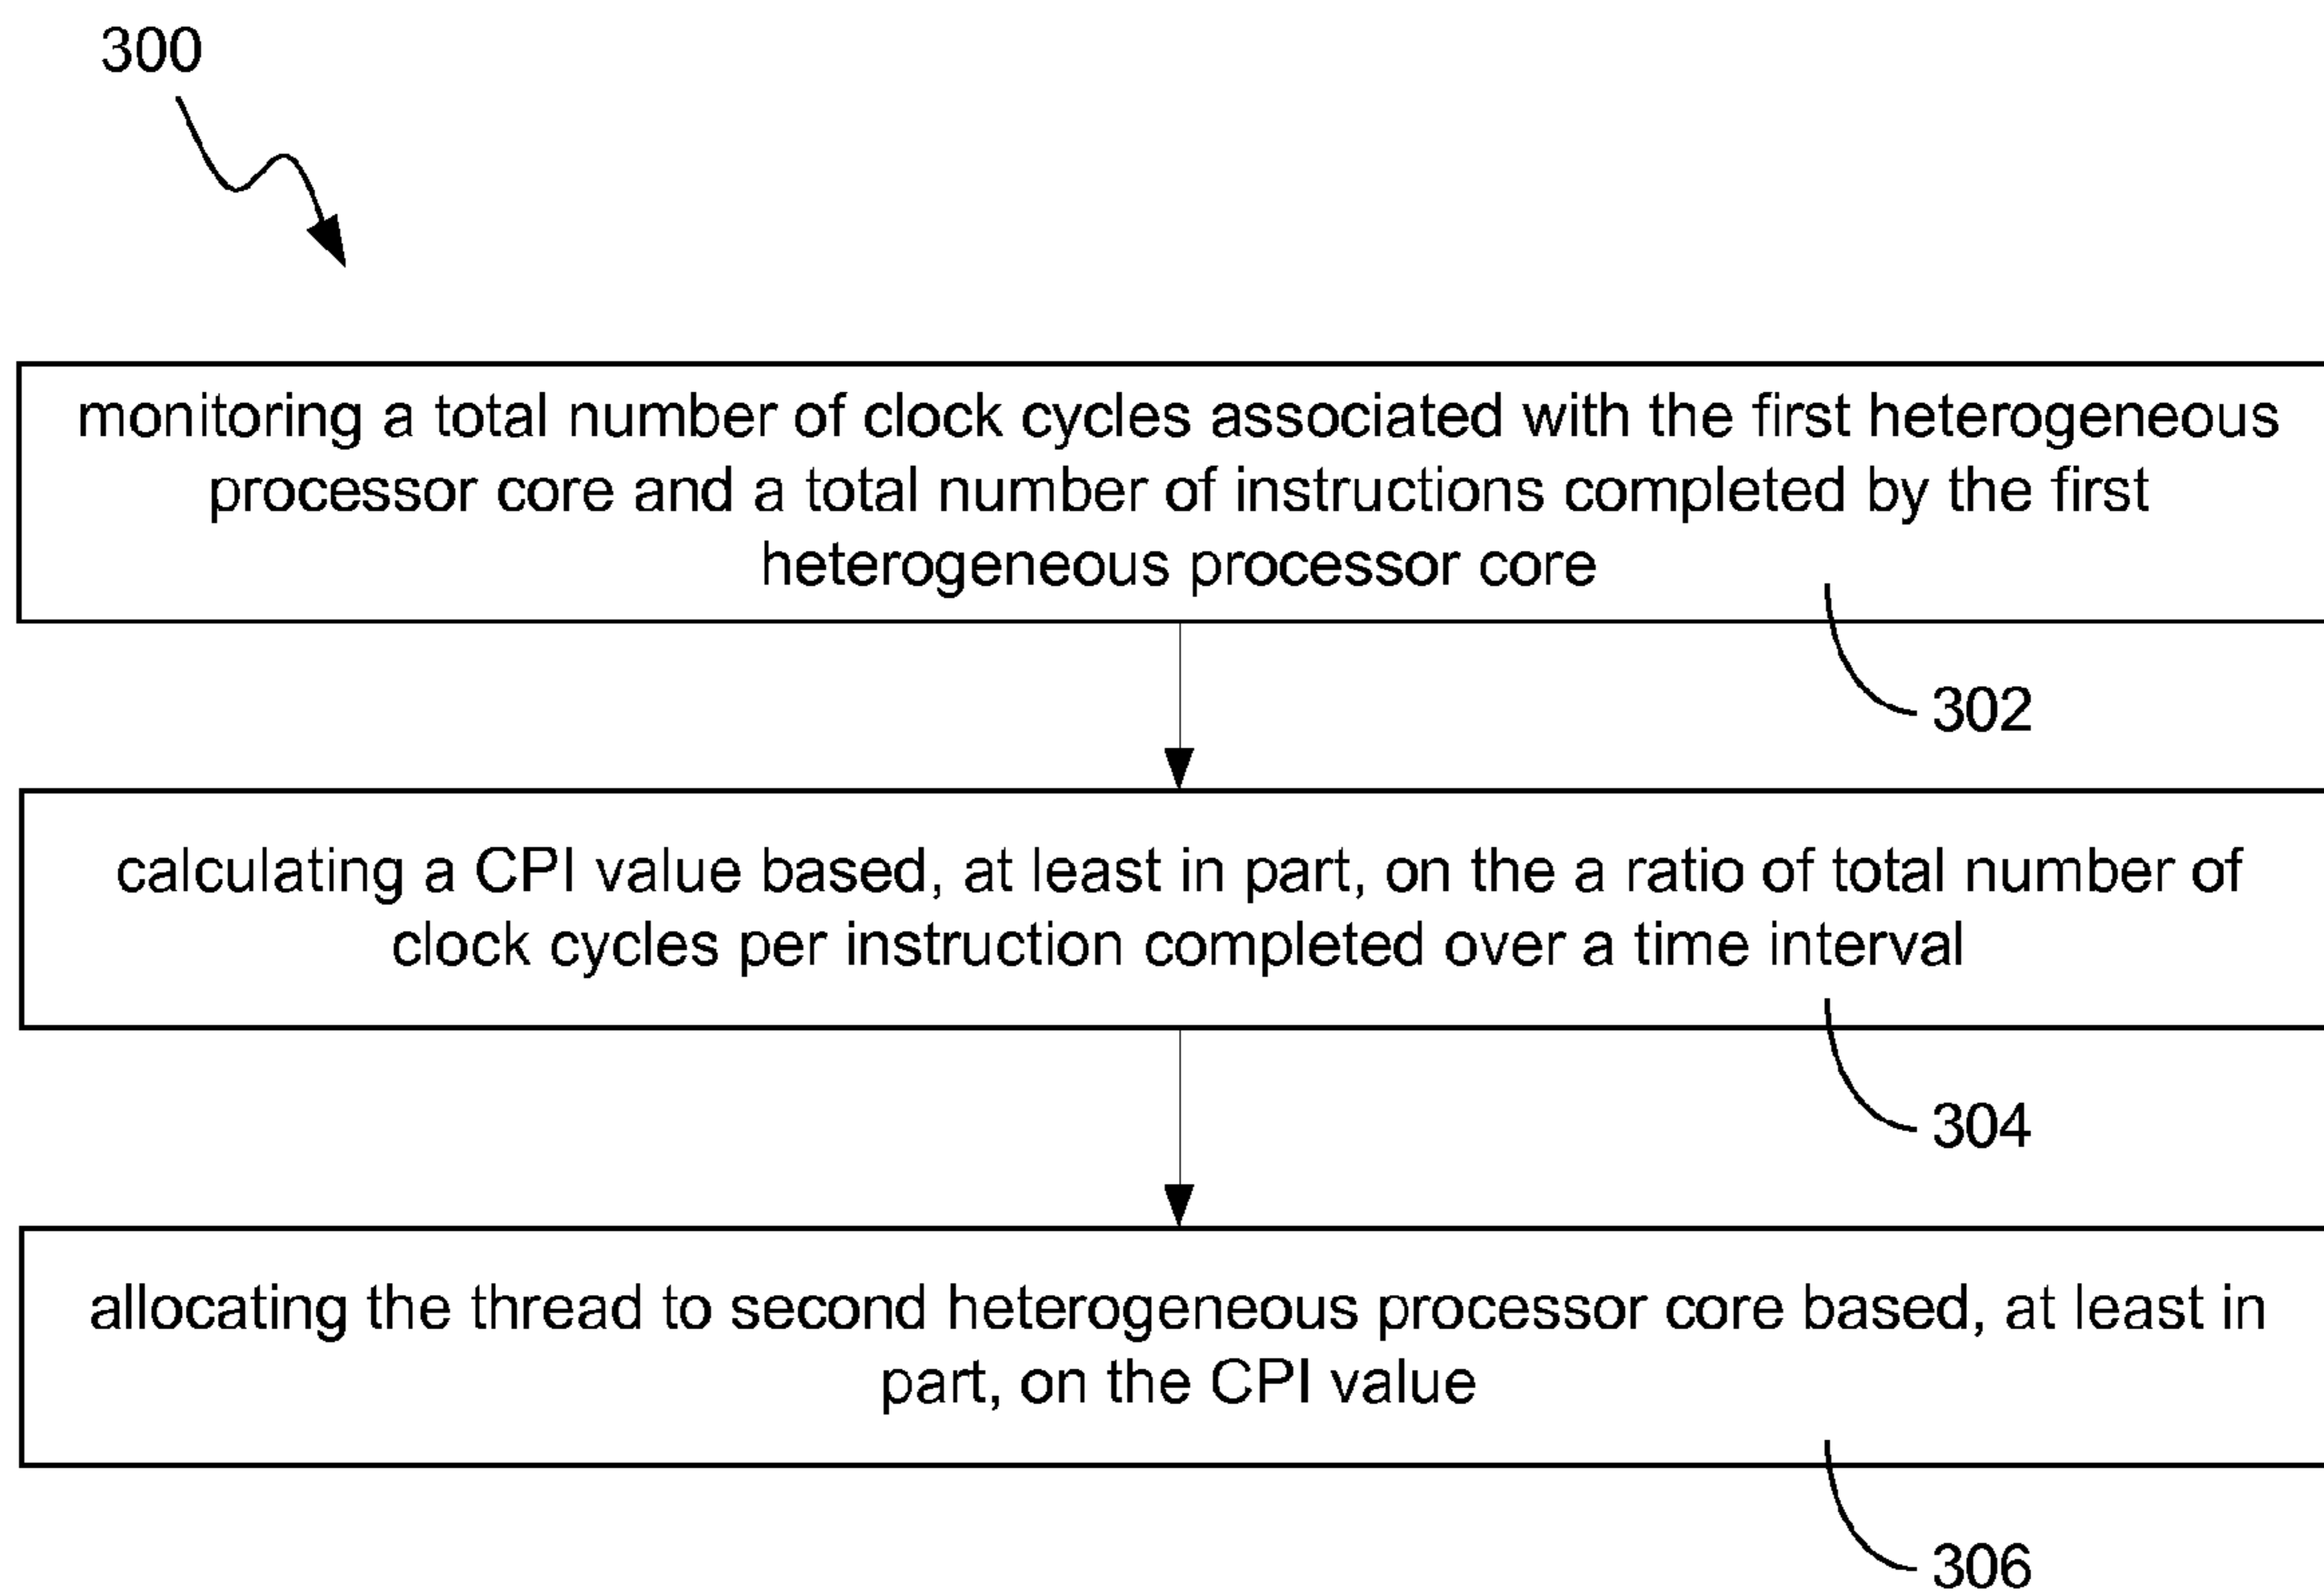 300
monitoring a total number of clock cycles associated with the first heterogeneous
processor core and a total number of instructions completed by the first
heterogeneous processor core
302
calculating a CPI value based, at least in part, on the a ratio of total number of
clock cycles per instruction completed over a time interval
304
allocating the thread to second heterogeneous processor core based, at least in
part, on the CPI value
306